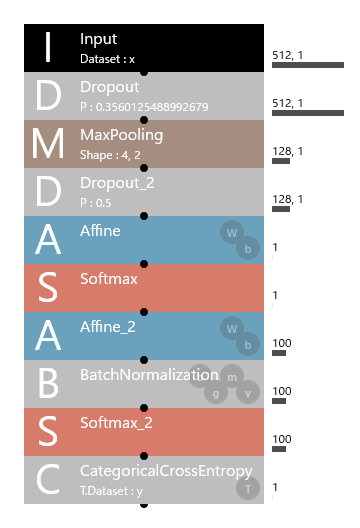 I Input
Dataset : x
512, 1
D Dropout
P : 0.3560125488992679
512, 1
M MaxPooling
Shape : 4, 2
128, 1
D Dropout_2
P : 0.5
128, 1
A Affine
W
b
1
S Softmax
1
A Affine_2
W
b
100
B BatchNormalization
m
g
v
100
S Softmax_2
100
C CategoricalCrossEntropy
T.Dataset : y
T
1